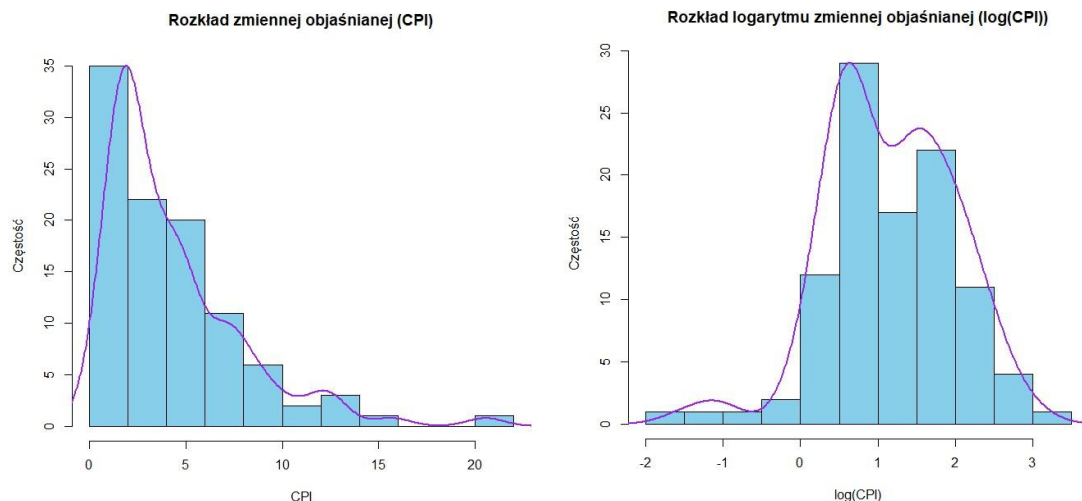 Rozkład zmiennej objaśnianej (CPI)
Częstość
35
30
25
20
15
10
5
0
0 5 10 15 20
CPI
Rozkład logarytmu zmiennej objaśnianej (log(CPI))
Częstość
30
25
20
15
10
5
0
-2 -1 0 1 2 3
log(CPI)